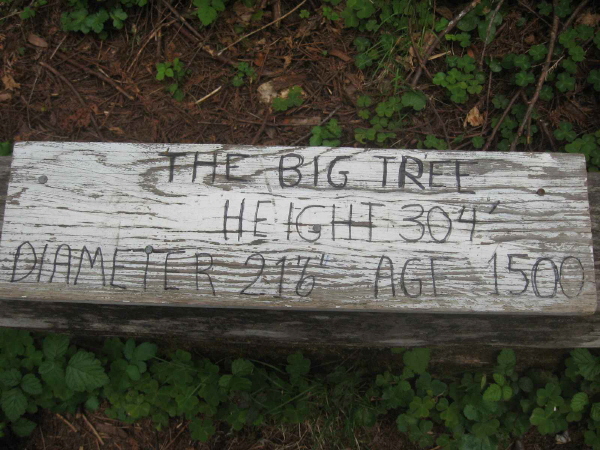 THE BIG TREE
HEIGHT 304'
DIAMETER 21'6" AGE 1500